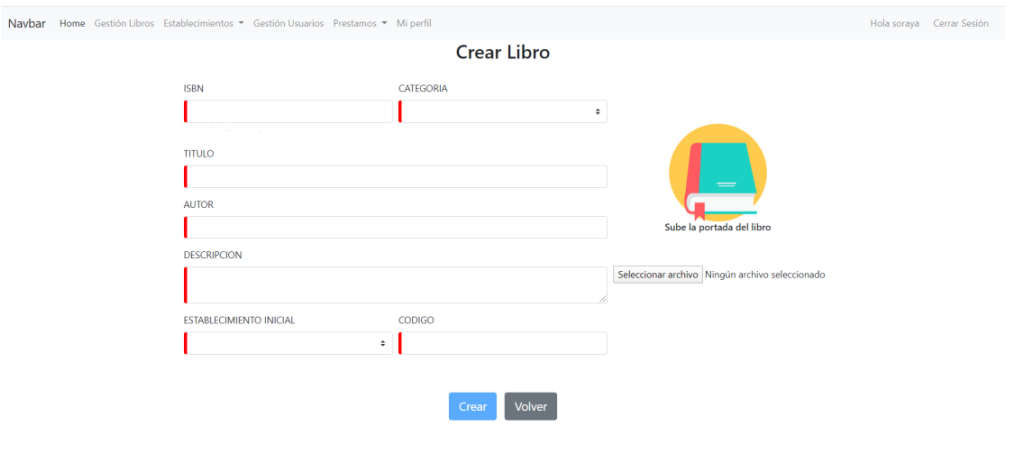 Navbar Home Gestión Libros Establecimientos Gestión Usuarios Prestamos Mi perfil Hola soraya Cerrar Sesión
Crear Libro
ISBN CATEGORIA
TITULO
AUTOR
Sube la portada del libro
DESCRIPCION
Seleccionar archivo Ningún archivo seleccionado
ESTABLECIMIENTO INICIAL CODIGO
Crear Volver